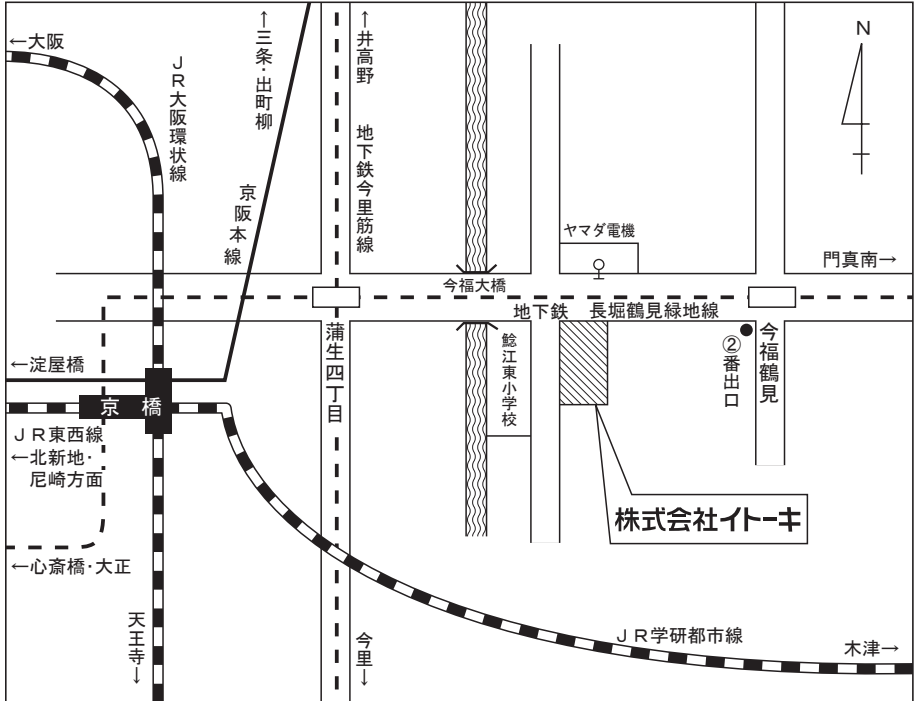 ←大阪
JR大阪環状線
←三条・出町柳
京阪本線
←井高野
地下鉄今里筋線
N
ヤマダ電機
門真南→
今福大橋
地下鉄 長堀鶴見緑地線
蒲生四丁目
鯰江東小学校
②番出口
今福鶴見
←淀屋橋
京橋
JR東西線
←北新地・
尼崎方面
株式会社イトーキ
←心斎橋・大正
天王寺→
今里→
JR学研都市線
木津→